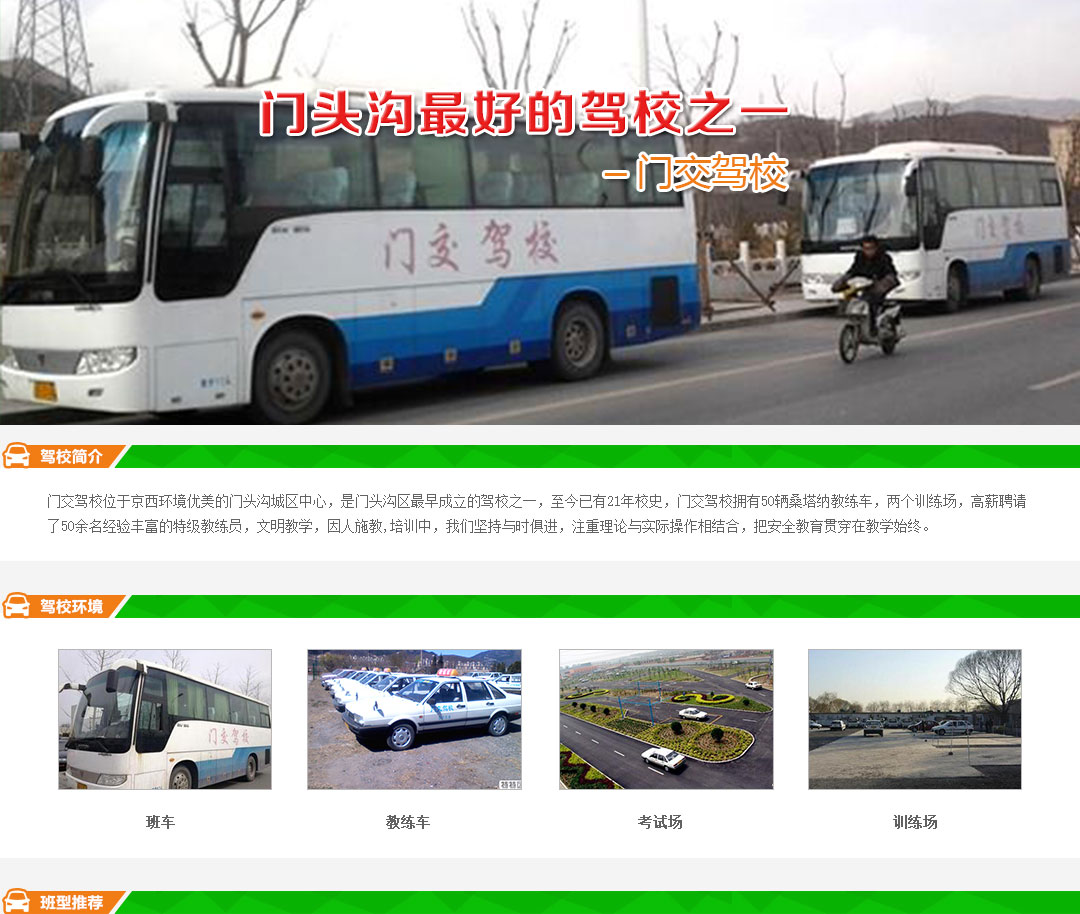 门头沟最好的驾校之一
–门交驾校
门交驾校
门交驾校
驾校简介
门交驾校位于京西环境优美的门头沟城区中心，是门头沟区最早成立的驾校之一，至今已有21年校史，门交驾校拥有50辆桑塔纳教练车，两个训练场，高薪聘请
了50余名经验丰富的特级教练员，文明教学，因人施教,培训中，我们坚持与时俱进，注重理论与实际操作相结合，把安全教育贯穿在教学始终。
驾校环境
门交驾校
班车
教练车
考试场
训练场
班型推荐